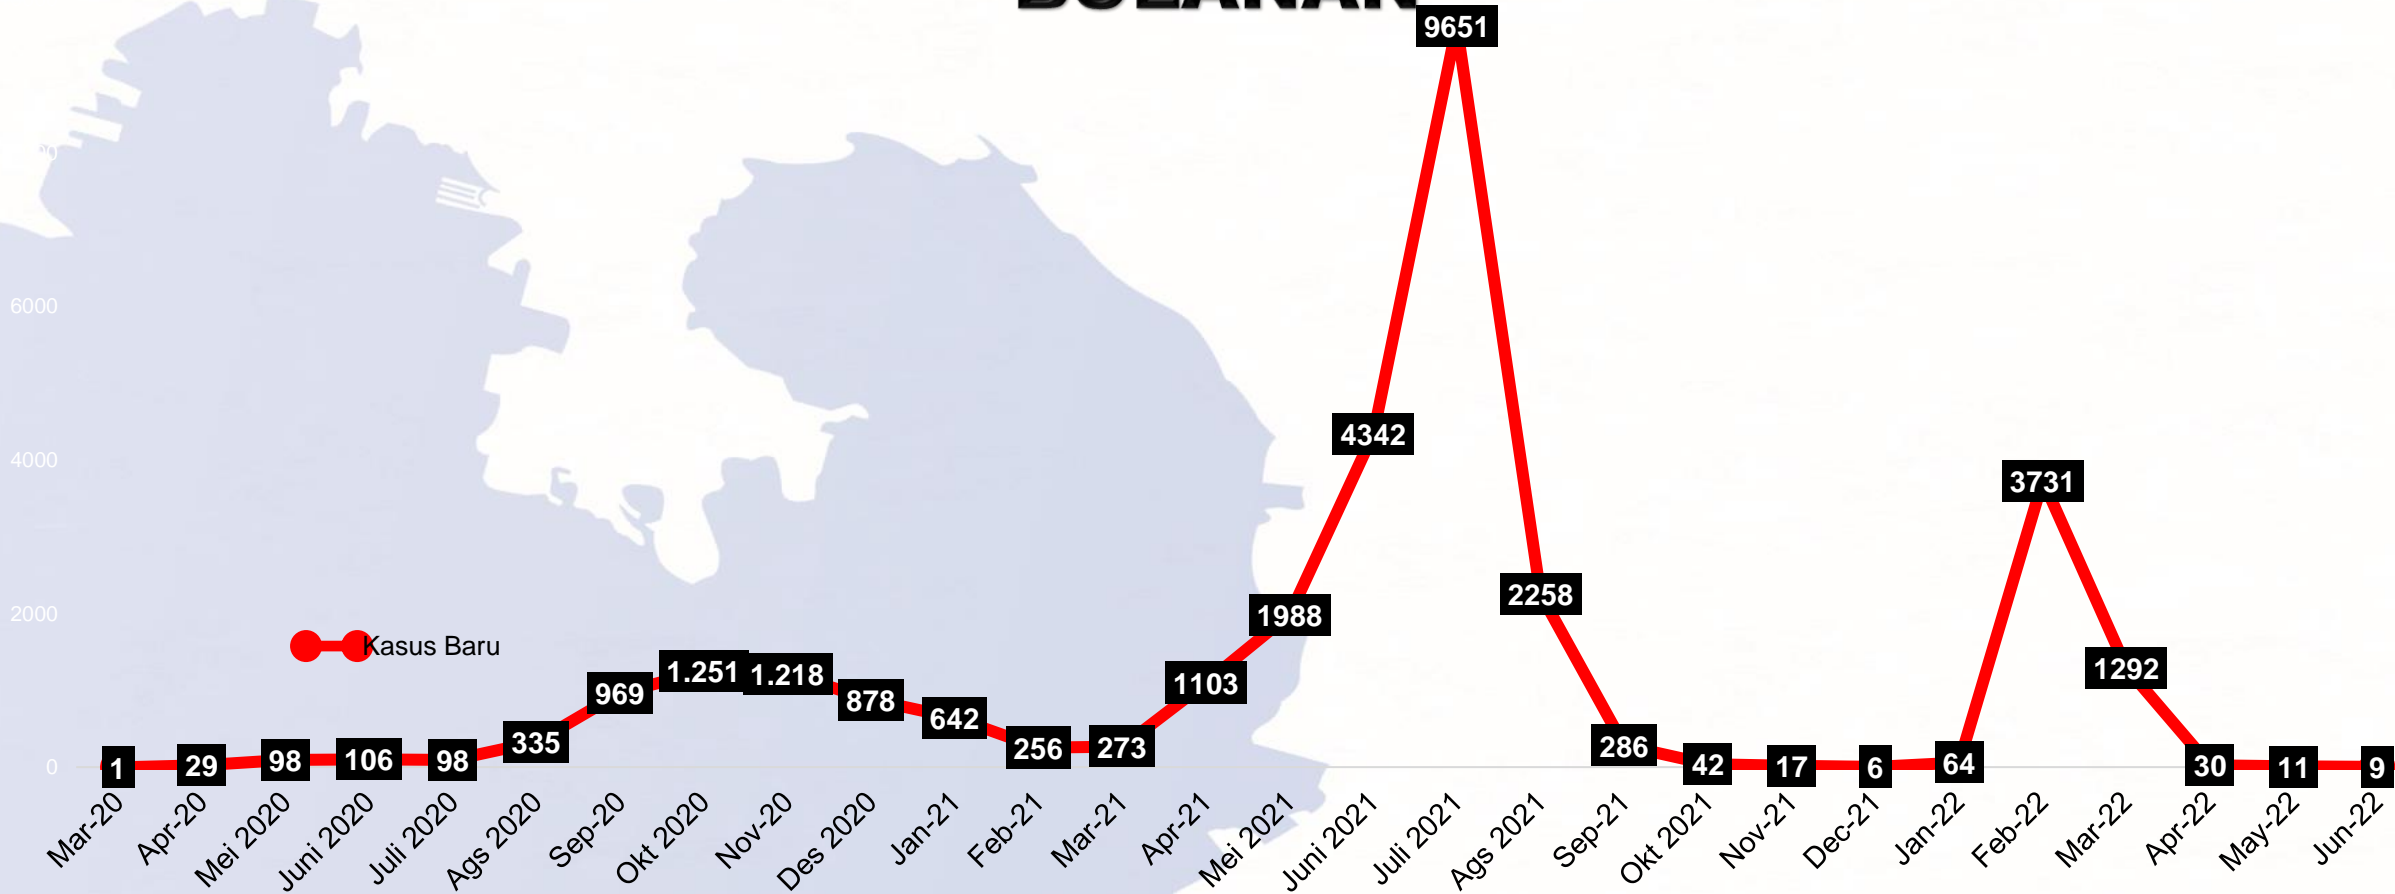 BULANAN
9651
6000
4342
4000
3731
2258
2000
1988
Kasus Baru
1292
1103
1.251
1.218
969
878
642
335
256
273
286
1
29
98
106
98
42
17
6
64
30
11
9
0
Mar-20
Apr-20
Mei 2020
Juni 2020
Juli 2020
Ags 2020
Sep-20
Okt 2020
Nov-20
Des 2020
Jan-21
Feb-21
Mar-21
Apr-21
Mei 2021
Juni 2021
Juli 2021
Ags 2021
Sep-21
Okt 2021
Nov-21
Dec-21
Jan-22
Feb-22
Mar-22
Apr-22
May-22
Jun-22